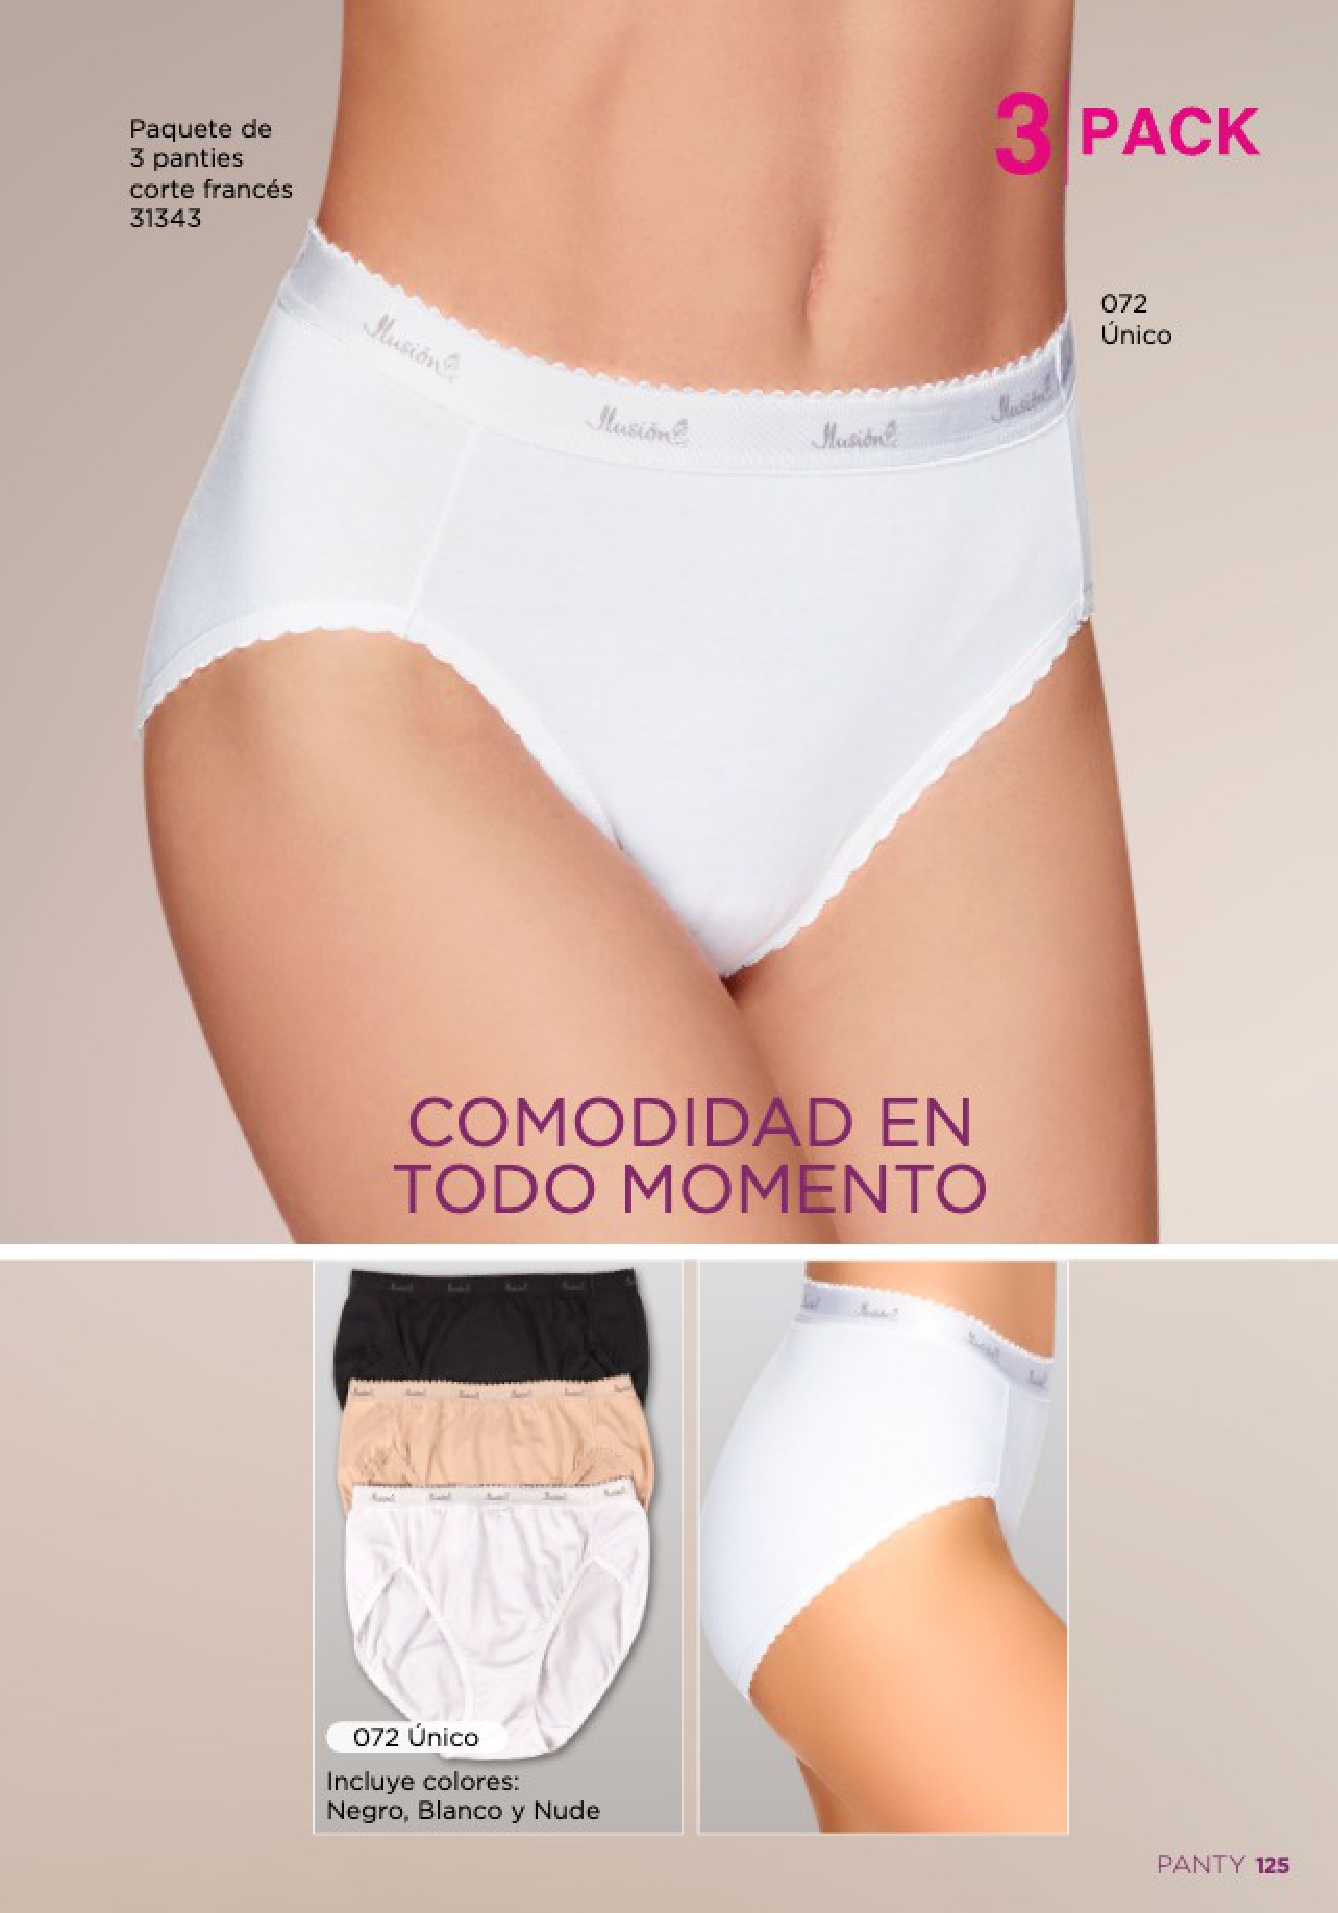 Paquete de
3 panties
corte francés
31343
3 PACK
072
Único
Ilusión
Ilusión
Ilusión
Ilusión
COMODIDAD EN
TODO MOMENTO
072 Único
Incluye colores:
Negro, Blanco y Nude
PANTY 125